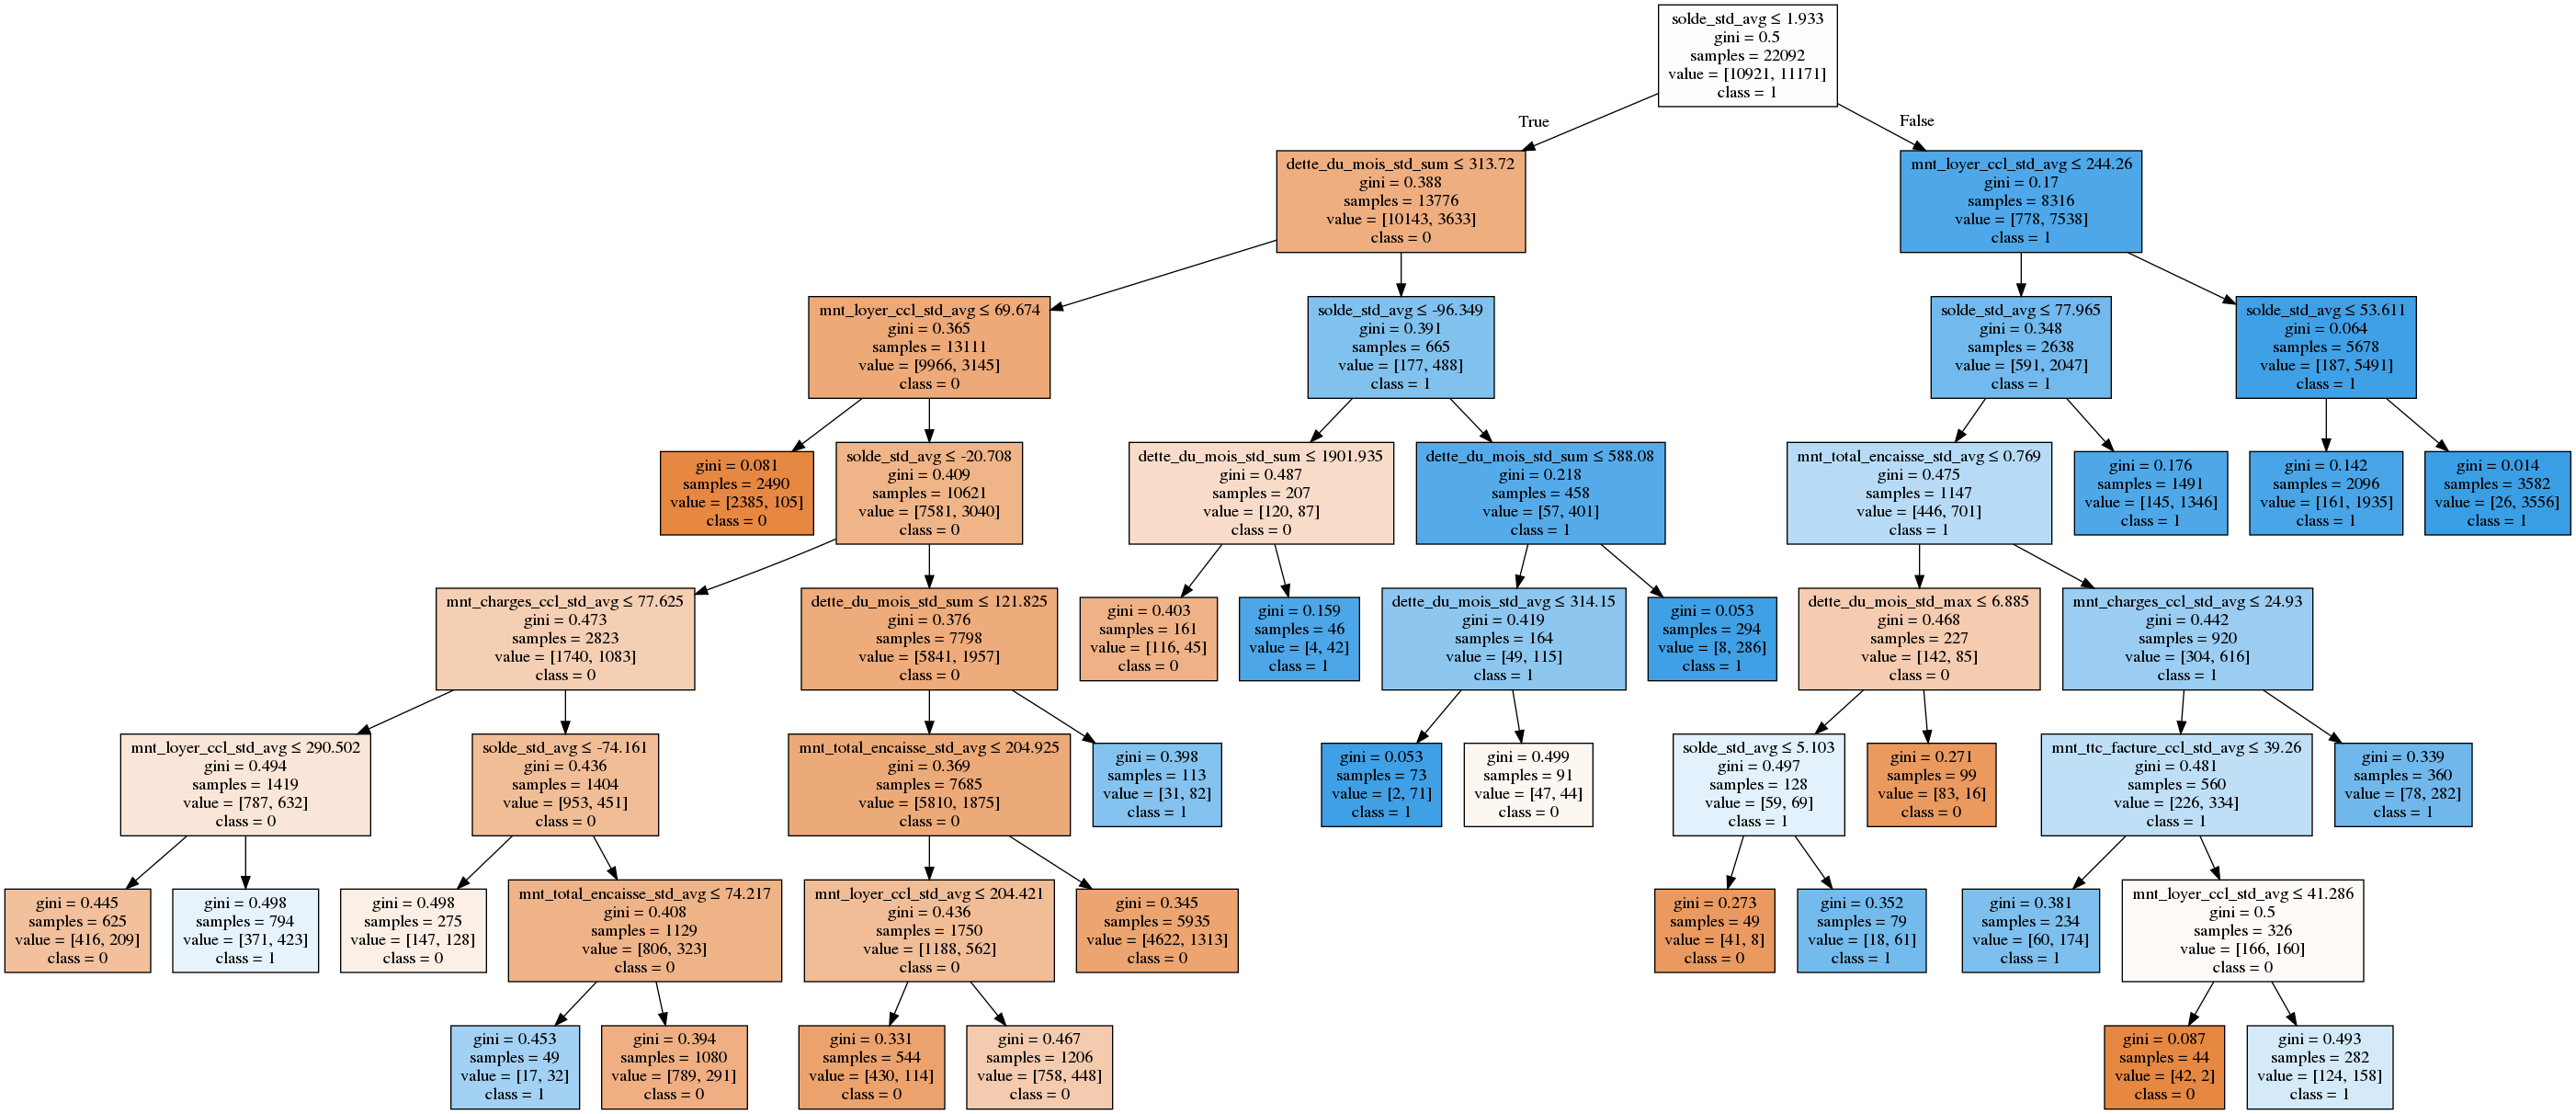 solde_std_avg ≤ 1.933
gini = 0.5
samples = 22092
value = [10921, 11171]
class = 1
True
False
dette_du_mois_std_sum ≤ 313.72
gini = 0.388
samples = 13776
value = [10143, 3633]
class = 0
mnt_loyer_ccl_std_avg ≤ 244.26
gini = 0.17
samples = 8316
value = [778, 7538]
class = 1
mnt_loyer_ccl_std_avg ≤ 69.674
gini = 0.365
samples = 13111
value = [9966, 3145]
class = 0
solde_std_avg ≤ -96.349
gini = 0.391
samples = 665
value = [177, 488]
class = 1
solde_std_avg ≤ 77.965
gini = 0.348
samples = 2638
value = [591, 2047]
class = 1
solde_std_avg ≤ 53.611
gini = 0.064
samples = 5678
value = [187, 5491]
class = 1
gini = 0.081
samples = 2490
value = [2385, 105]
class = 0
solde_std_avg ≤ -20.708
gini = 0.409
samples = 10621
value = [7581, 3040]
class = 0
dette_du_mois_std_sum ≤ 1901.935
gini = 0.487
samples = 207
value = [120, 87]
class = 0
dette_du_mois_std_sum ≤ 588.08
gini = 0.218
samples = 458
value = [57, 401]
class = 1
mnt_total_encaisse_std_avg ≤ 0.769
gini = 0.475
samples = 1147
value = [446, 701]
class = 1
gini = 0.176
samples = 1491
value = [145, 1346]
class = 1
gini = 0.142
samples = 2096
value = [161, 1935]
class = 1
gini = 0.014
samples = 3582
value = [26, 3556]
class = 1
mnt_charges_ccl_std_avg ≤ 77.625
gini = 0.473
samples = 2823
value = [1740, 1083]
class = 0
dette_du_mois_std_sum ≤ 121.825
gini = 0.376
samples = 7798
value = [5841, 1957]
class = 0
gini = 0.403
samples = 161
value = [116, 45]
class = 0
gini = 0.159
samples = 46
value = [4, 42]
class = 1
dette_du_mois_std_avg ≤ 314.15
gini = 0.419
samples = 164
value = [49, 115]
class = 1
gini = 0.053
samples = 294
value = [8, 286]
class = 1
dette_du_mois_std_max ≤ 6.885
gini = 0.468
samples = 227
value = [142, 85]
class = 0
mnt_charges_ccl_std_avg ≤ 24.93
gini = 0.442
samples = 920
value = [304, 616]
class = 1
mnt_loyer_ccl_std_avg ≤ 290.502
gini = 0.494
samples = 1419
value = [787, 632]
class = 0
solde_std_avg ≤ -74.161
gini = 0.436
samples = 1404
value = [953, 451]
class = 0
mnt_total_encaisse_std_avg ≤ 204.925
gini = 0.369
samples = 7685
value = [5810, 1875]
class = 0
gini = 0.398
samples = 113
value = [31, 82]
class = 1
gini = 0.053
samples = 73
value = [2, 71]
class = 1
gini = 0.499
samples = 91
value = [47, 44]
class = 0
solde_std_avg ≤ 5.103
gini = 0.497
samples = 128
value = [59, 69]
class = 1
gini = 0.271
samples = 99
value = [83, 16]
class = 0
mnt_ttc_facture_ccl_std_avg ≤ 39.26
gini = 0.481
samples = 560
value = [226, 334]
class = 1
gini = 0.339
samples = 360
value = [78, 282]
class = 1
gini = 0.445
samples = 625
value = [416, 209]
class = 0
gini = 0.498
samples = 794
value = [371, 423]
class = 1
gini = 0.498
samples = 275
value = [147, 128]
class = 0
mnt_total_encaisse_std_avg ≤ 74.217
gini = 0.408
samples = 1129
value = [806, 323]
class = 0
mnt_loyer_ccl_std_avg ≤ 204.421
gini = 0.436
samples = 1750
value = [1188, 562]
class = 0
gini = 0.345
samples = 5935
value = [4622, 1313]
class = 0
gini = 0.273
samples = 49
value = [41, 8]
class = 0
gini = 0.352
samples = 79
value = [18, 61]
class = 1
gini = 0.381
samples = 234
value = [60, 174]
class = 1
mnt_loyer_ccl_std_avg ≤ 41.286
gini = 0.5
samples = 326
value = [166, 160]
class = 0
gini = 0.453
samples = 49
value = [17, 32]
class = 1
gini = 0.394
samples = 1080
value = [789, 291]
class = 0
gini = 0.331
samples = 544
value = [430, 114]
class = 0
gini = 0.467
samples = 1206
value = [758, 448]
class = 0
gini = 0.087
samples = 44
value = [42, 2]
class = 0
gini = 0.493
samples = 282
value = [124, 158]
class = 1